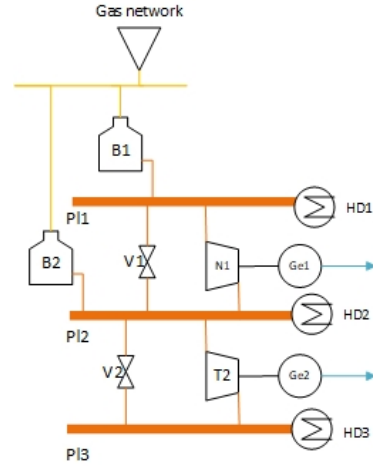 Gas network
B1
Pl1
HD1
B2
V1
N1
Ge1
Pl2
HD2
V2
T2
Ge2
Pl3
HD3